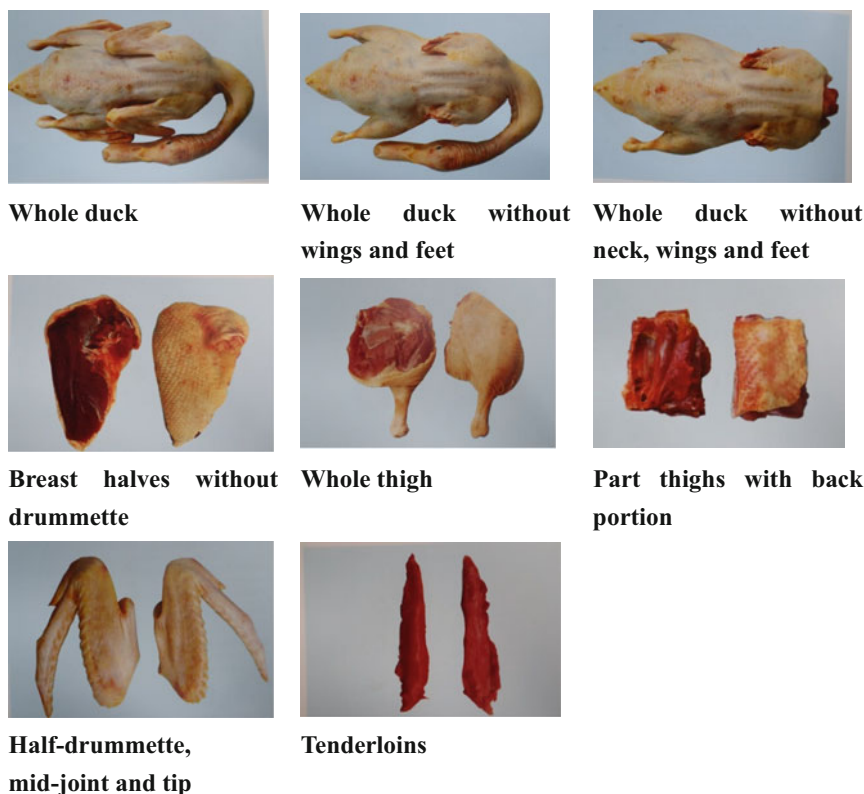 Whole duck
Whole duck without
wings and feet
Whole duck without
neck, wings and feet
Breast halves without
drummette
Whole thigh
Part thighs with back
portion
Half-drummette,
mid-joint and tip
Tenderloins